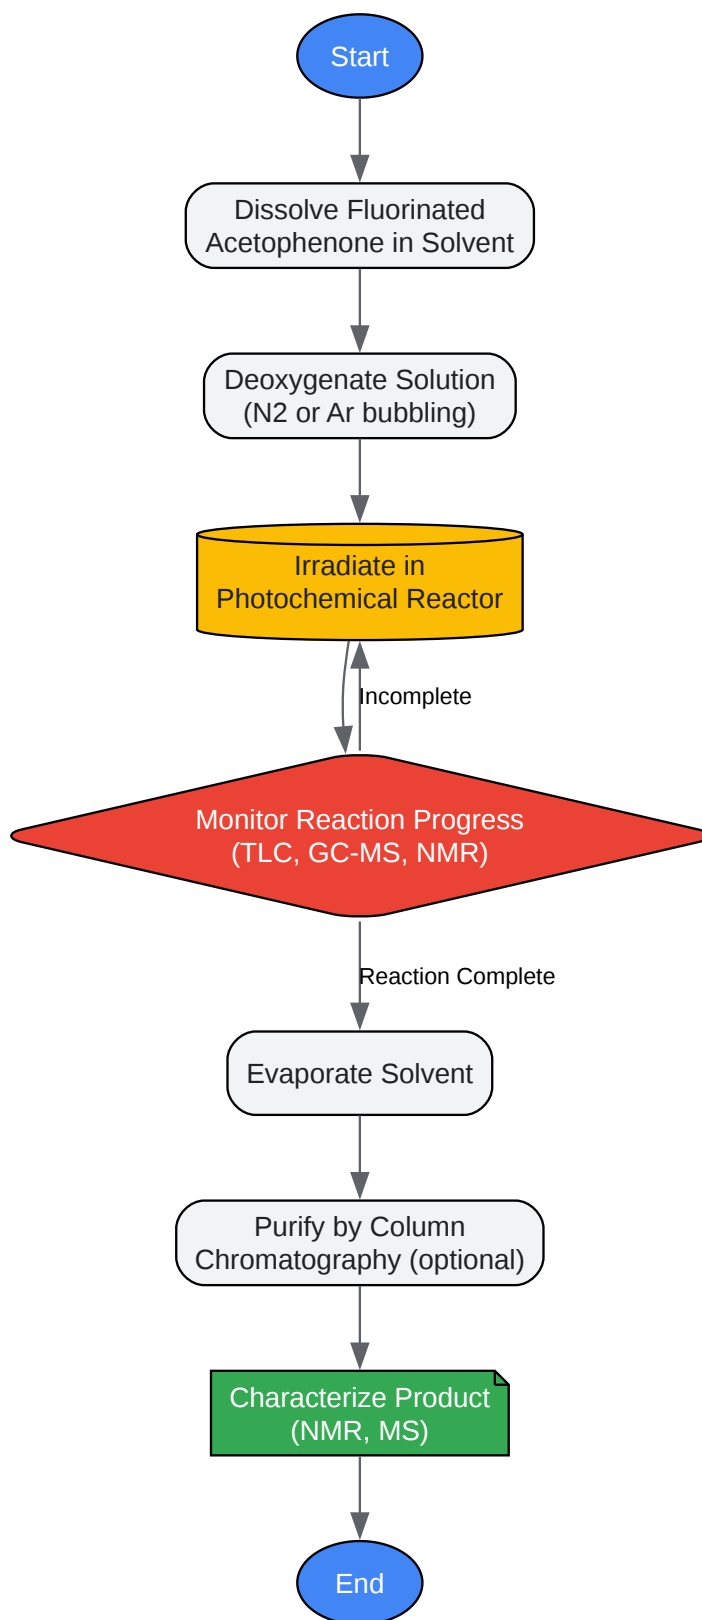 Start
Dissolve Fluorinated
Acetophenone in Solvent
Deoxygenate Solution
(N2 or Ar bubbling)
Irradiate in
Photochemical Reactor
Incomplete
Monitor Reaction Progress
(TLC, GC-MS, NMR)
Reaction Complete
Evaporate Solvent
Purify by Column
Chromatography (optional)
Characterize Product
(NMR, MS)
End